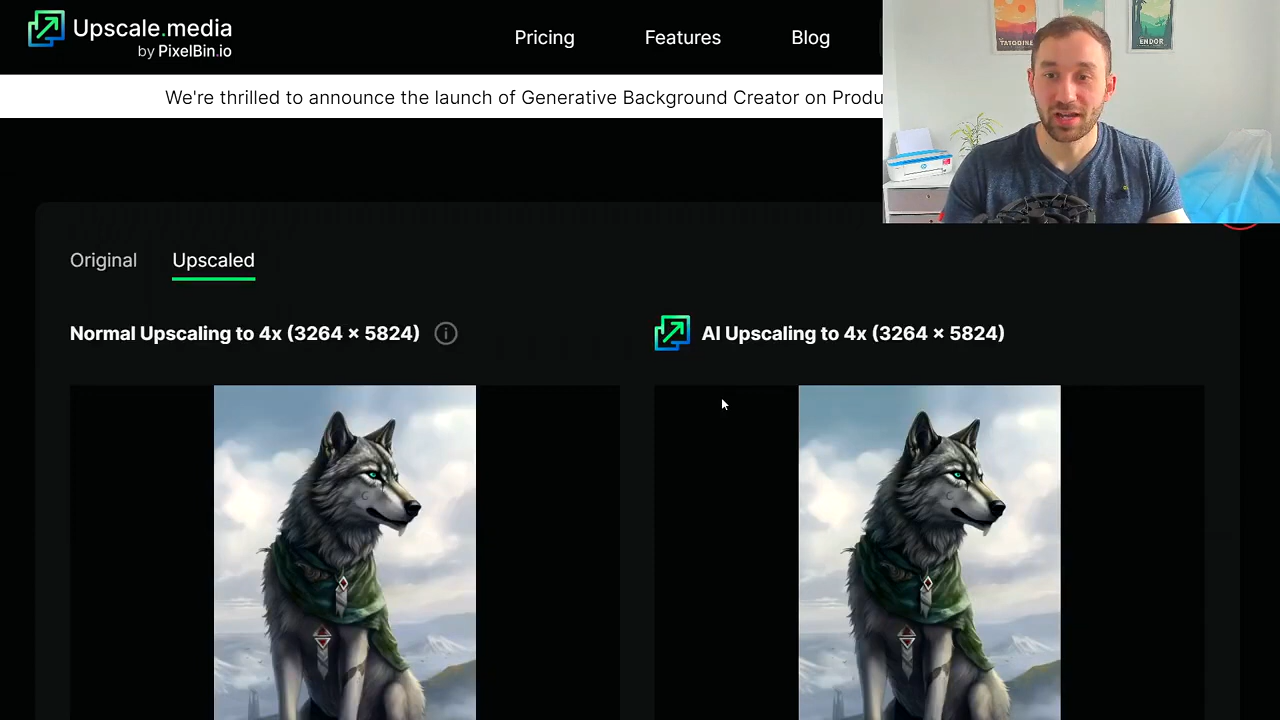 Upscale.media
by PixelBin.io
Pricing
Features
Blog
We're thrilled to announce the launch of Generative Background Creator on Produ
TATOOINE
ENDOR
Original
Upscaled
Normal Upscaling to 4x (3264 × 5824)
i
AI Upscaling to 4x (3264 × 5824)